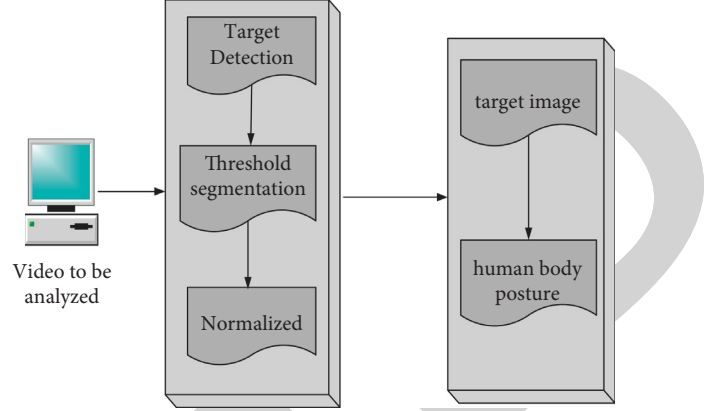 Video to be
analyzed
Target
Detection
Threshold
segmentation
Normalized
target image
human body
posture